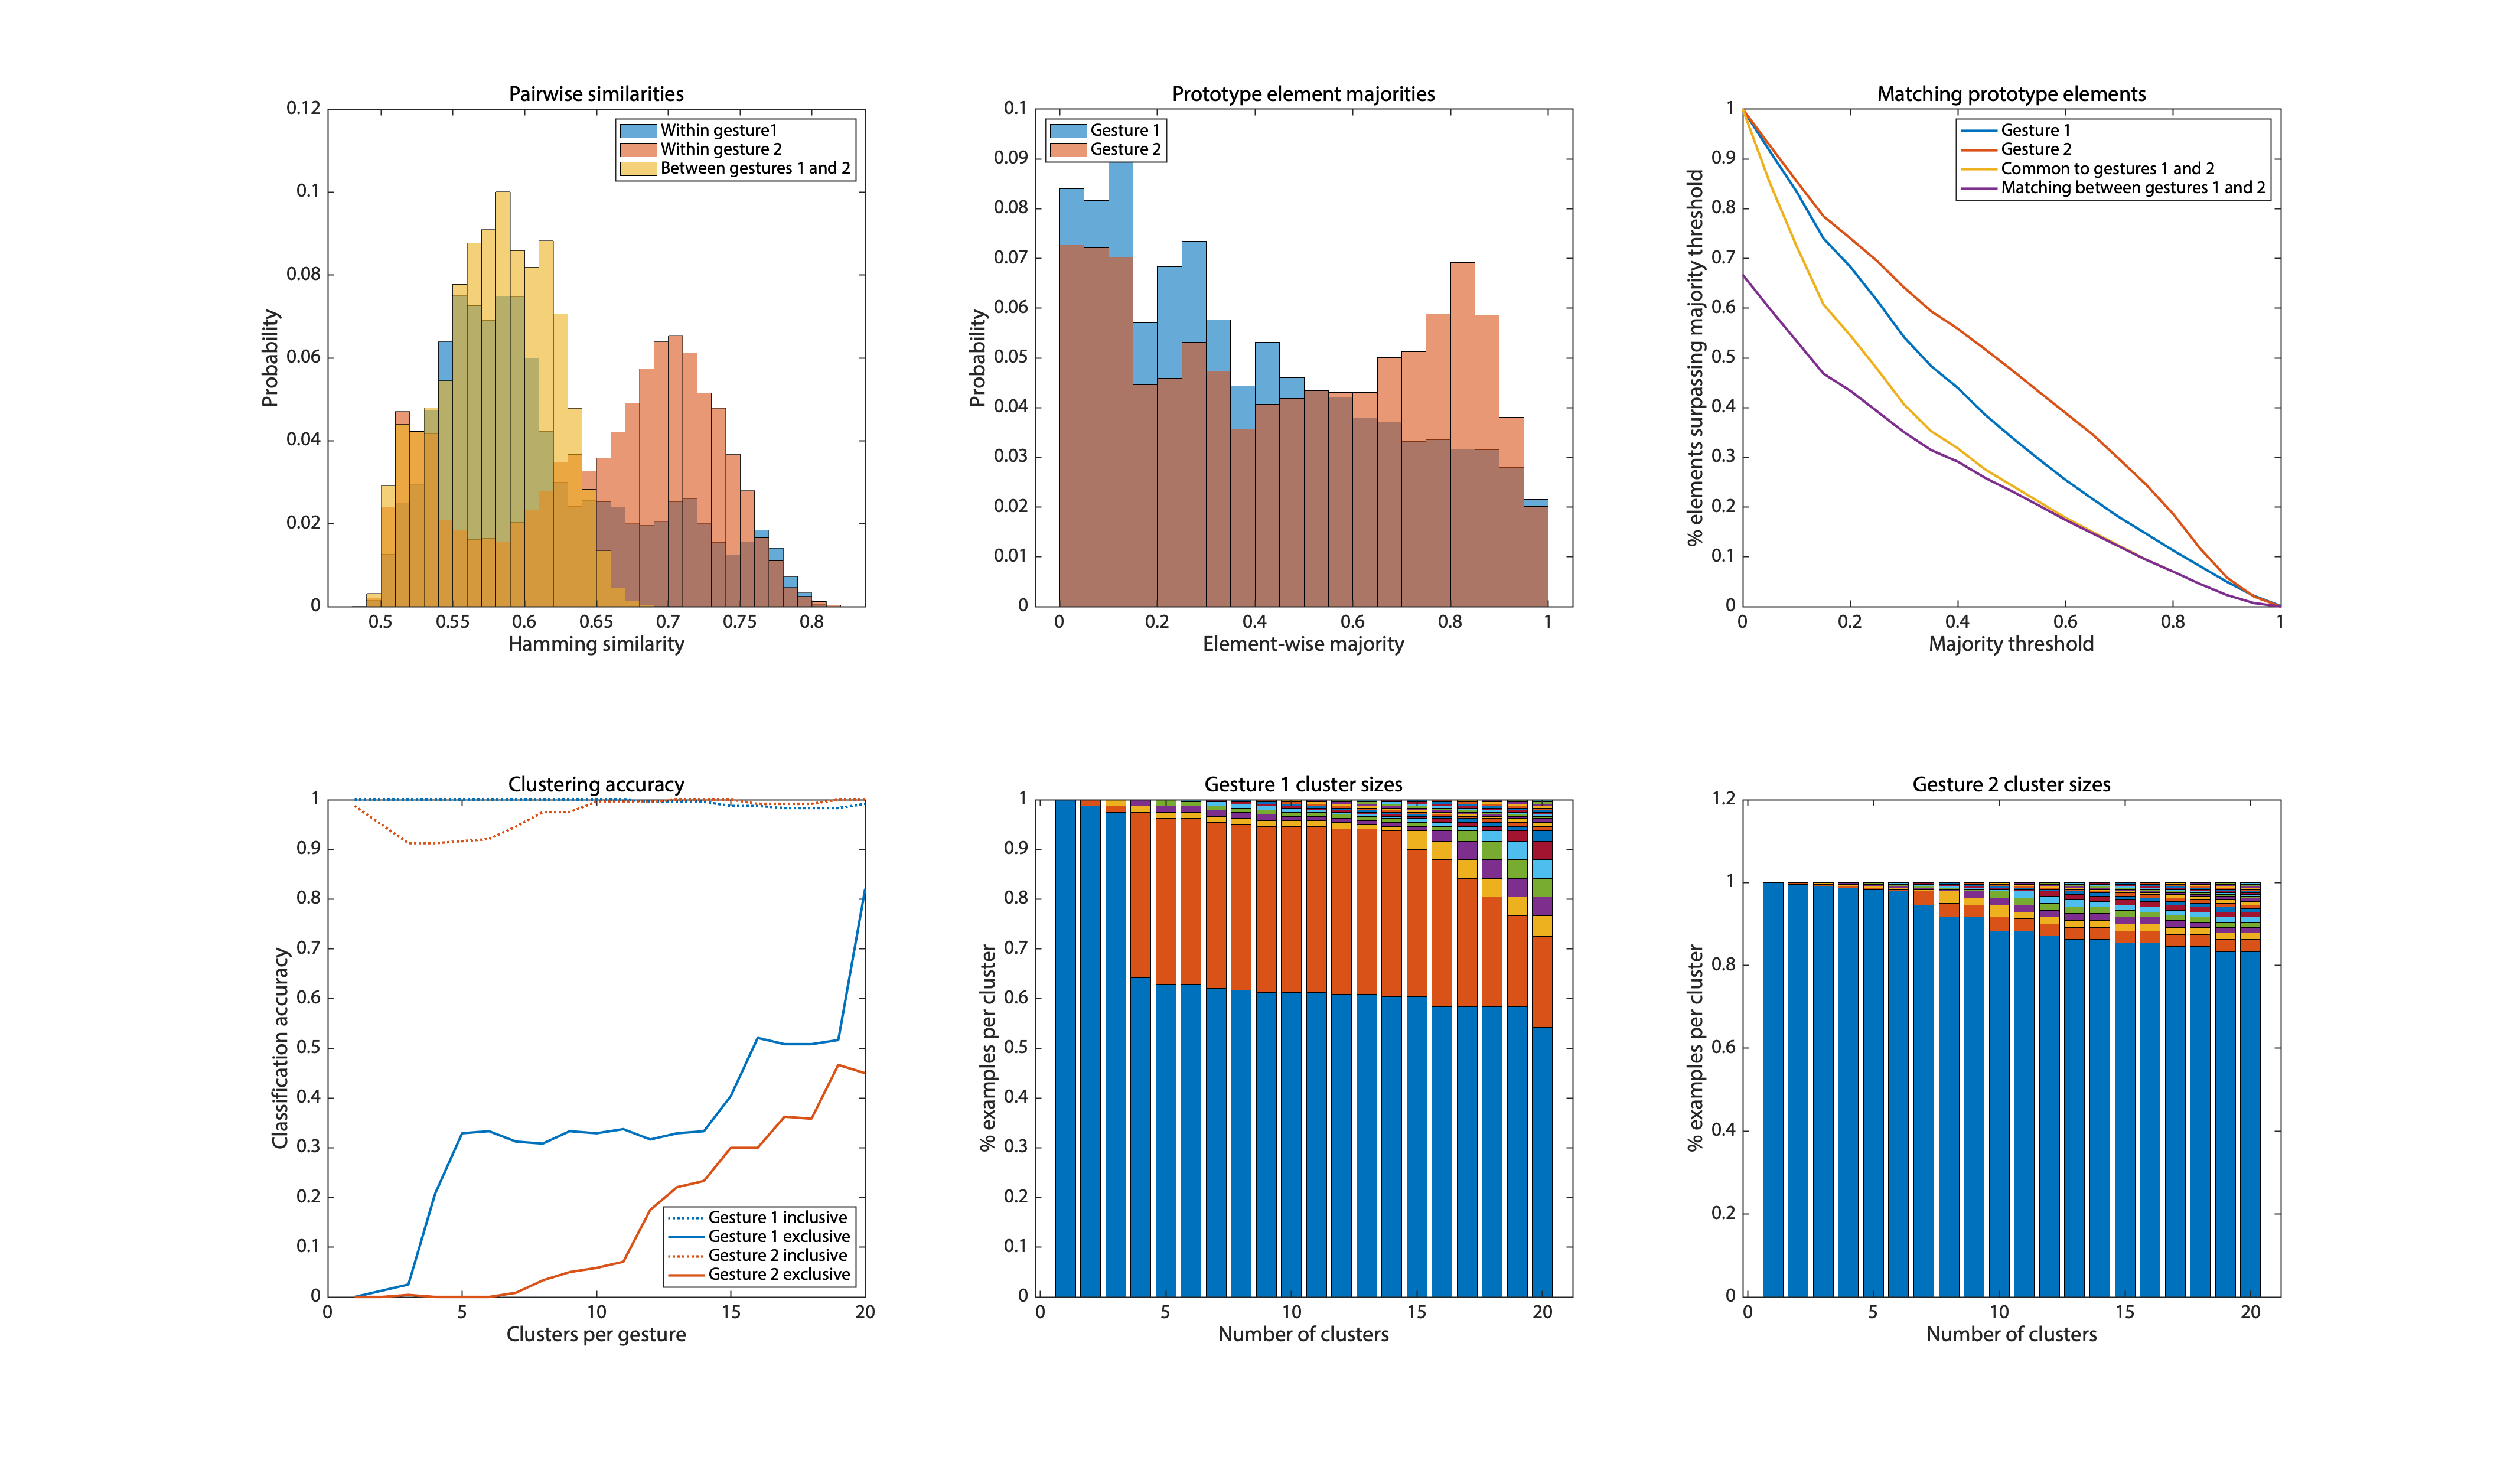 Pairwise similarities
0.12
0.1
0.08
0.06
0.04
0.02
0
Probability
Within gesture1
Within gesture 2
Between gestures 1 and 2
0.5 0.55 0.6 0.65 0.7 0.75 0.8
Hamming similarity
Prototype element majorities
0.1
0.09
0.08
0.07
0.06
0.05
0.04
0.03
0.02
0.01
0
Probability
Gesture 1
Gesture 2
0 0.2 0.4 0.6 0.8 1
Element-wise majority
Matching prototype elements
1
0.9
0.8
0.7
0.6
0.5
0.4
0.3
0.2
0.1
0
% elements surpassing majority threshold
Gesture 1
Gesture 2
Common to gestures 1 and 2
Matching between gestures 1 and 2
0 0.2 0.4 0.6 0.8 1
Majority threshold
Clustering accuracy
1
0.9
0.8
0.7
0.6
0.5
0.4
0.3
0.2
0.1
0
Classification accuracy
Gesture 1 inclusive
Gesture 1 exclusive
Gesture 2 inclusive
Gesture 2 exclusive
0 5 10 15 20
Clusters per gesture
Gesture 1 cluster sizes
1
0.9
0.8
0.7
0.6
0.5
0.4
0.3
0.2
0.1
0
% examples per cluster
0 5 10 15 20
Number of clusters
Gesture 2 cluster sizes
1.2
1
0.8
0.6
0.4
0.2
0
% examples per cluster
0 5 10 15 20
Number of clusters